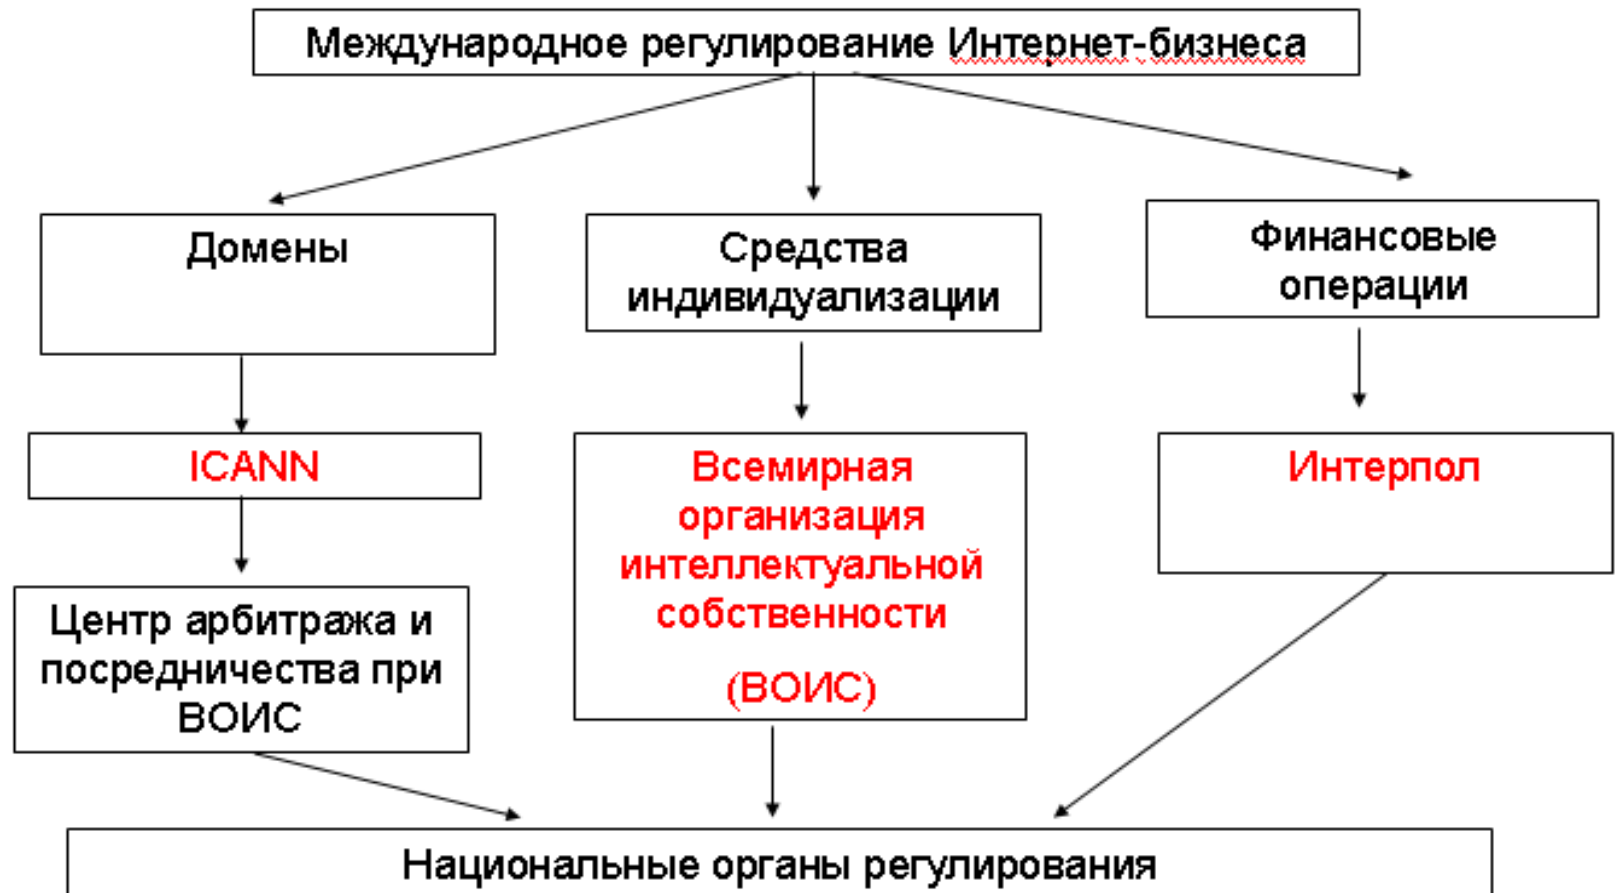 Международное регулирование Интернет-бизнеса
Домены
Средства
индивидуализации
Финансовые
операции
ICANN
Всемирная
организация
интеллектуальной
собственности
(ВОИС)
Интерпол
Центр арбитража и
посредничества при
ВОИС
Национальные органы регулирования